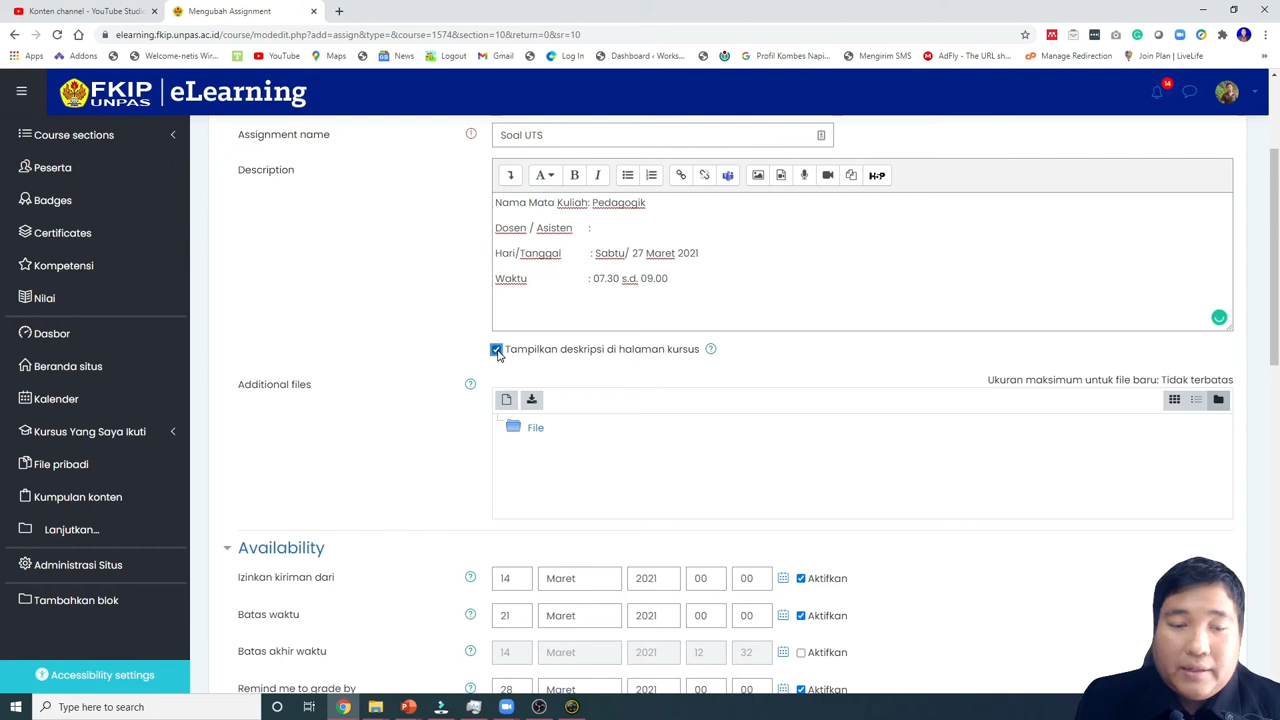 Konten channel - YouTube Studio
Mengubah Assignment
elearning.fkip.unpas.ac.id/course/modedit.php?add=assign&type=&course=1574&section=10&return=0&sr=10
Apps
Addons
Welcome-netis Wir...
YouTube
Logout
Gmail
Maps
News
Log In
Dashboard ‹ Works...
Profil Kombes Napi...
Mengirim SMS
AdFly - The URL sh...
Manage Redirection
Join Plan | LiveLife
FKIP UNPAS | eLearning
14
Course sections
Peserta
Badges
Certificates
Kompetensi
Nilai
Dasbor
Beranda situs
Kalender
Kursus Yang Saya Ikuti
File pribadi
Kumpulan konten
Lanjutkan...
Administrasi Situs
Tambahkan blok
Accessibility settings
Assignment name
Soal UTS
Description
H5P
Nama Mata Kuliah: Pedagogik
Dosen / Asisten :
Hari/Tanggal : Sabtu/ 27 Maret 2021
Waktu : 07.30 s.d. 09.00
Tampilkan deskripsi di halaman kursus
Additional files
Ukuran maksimum untuk file baru: Tidak terbatas
File
Availability
Izinkan kiriman dari 14 Maret 2021 00 00 Aktifkan
Batas waktu 21 Maret 2021 00 00 Aktifkan
Batas akhir waktu 14 Maret 2021 12 32 Aktifkan
Remind me to grade by 28 Maret 2021 00 00 Aktifkan
Type here to search